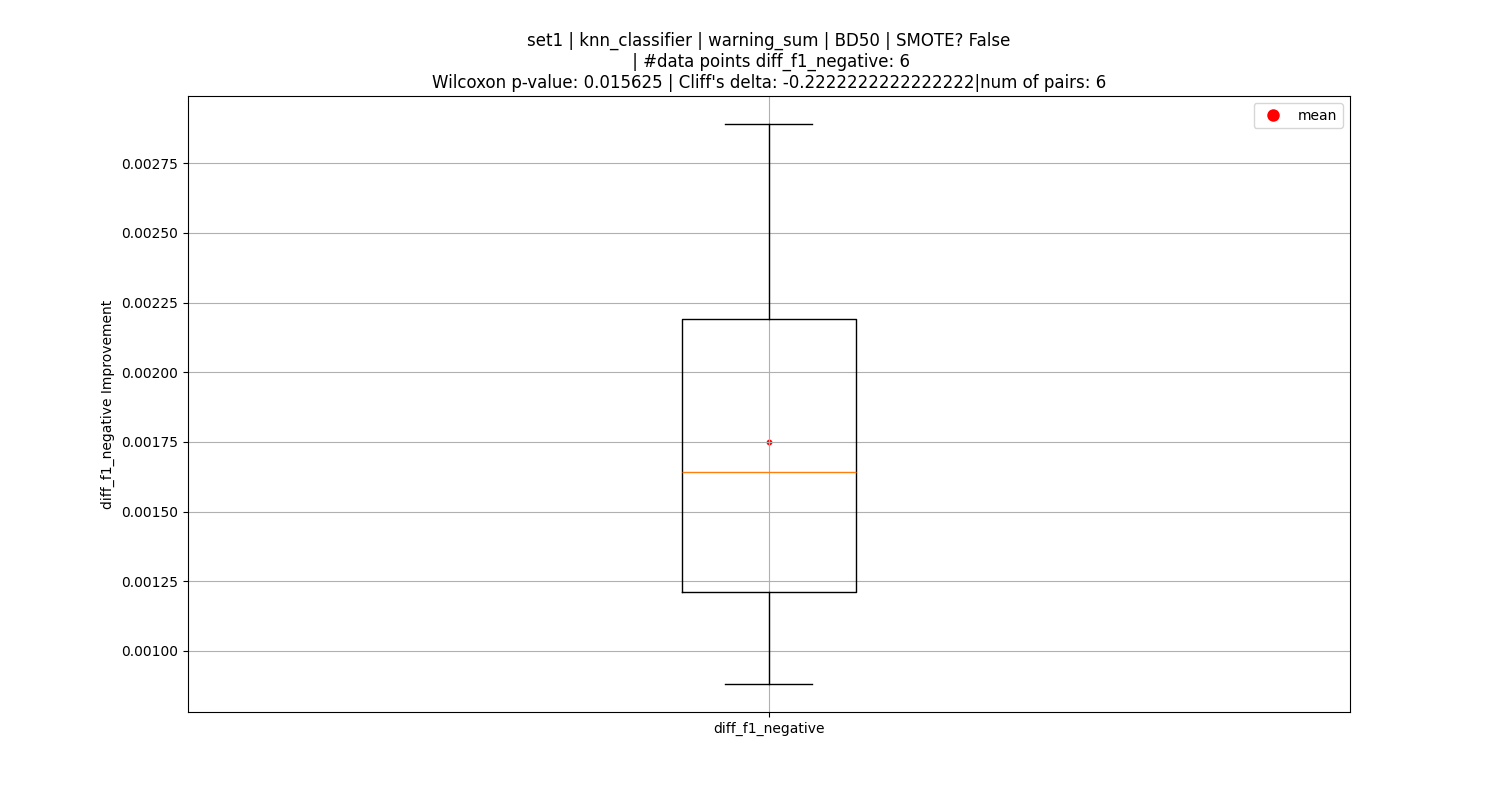 set1 | knn_classifier | warning_sum | BD50 | SMOTE? False
| #data points diff_f1_negative: 6
Wilcoxon p-value: 0.015625 | Cliff's delta: -0.2222222222222222|num of pairs: 6
mean
0.00275
0.00250
0.00225
0.00200
0.00175
0.00150
0.00125
0.00100
diff_f1_negative Improvement
diff_f1_negative